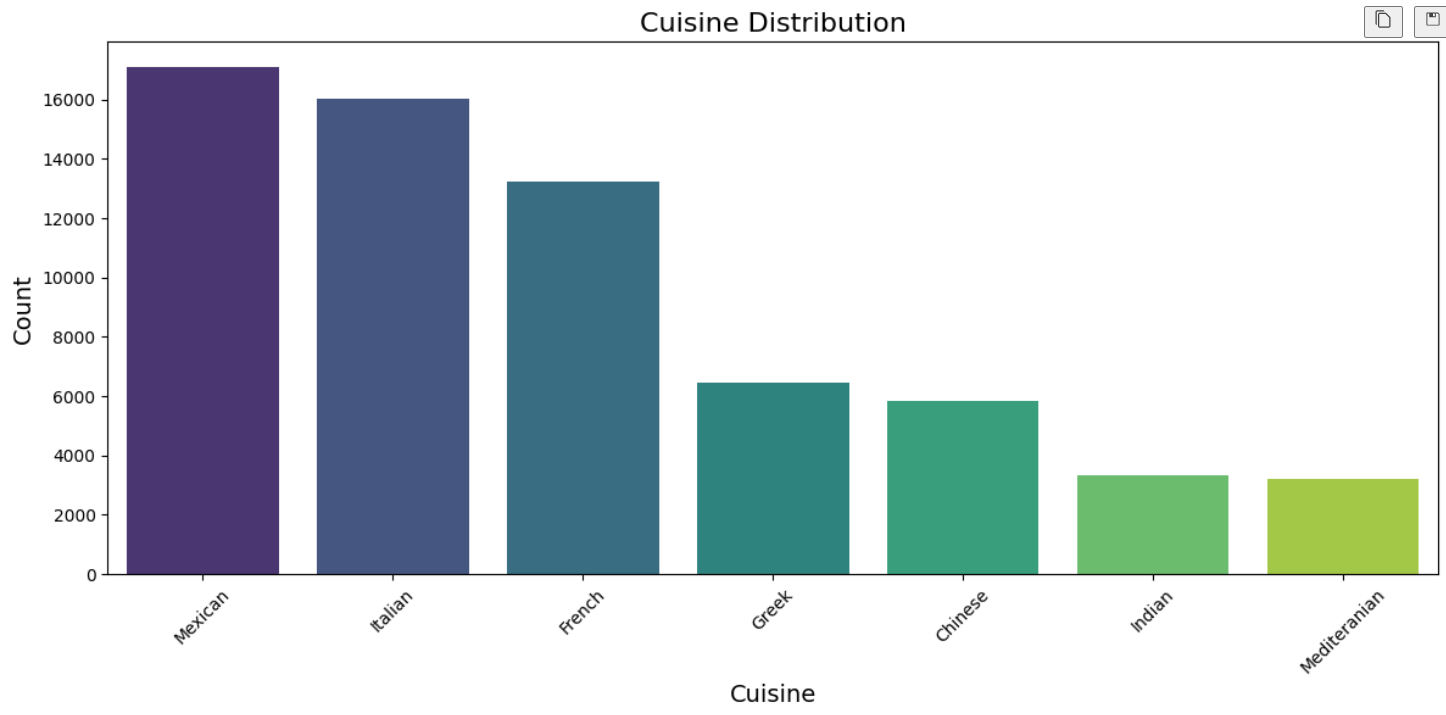 Cuisine Distribution
Count
16000
14000
12000
10000
8000
6000
4000
2000
0
Mexican
Italian
French
Greek
Chinese
Indian
Mediteranian
Cuisine